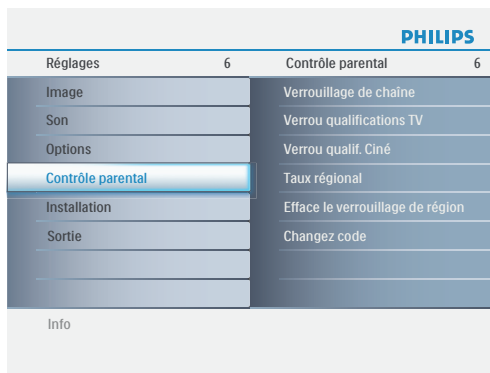 PHILIPS
Réglages 6
Contrôle parental 6
Image
Son
Options
Contrôle parental
Installation
Sortie
Verrouillage de chaîne
Verrou qualifications TV
Verrou qualif. Ciné
Taux régional
Efface le verrouillage de région
Changez code
Info